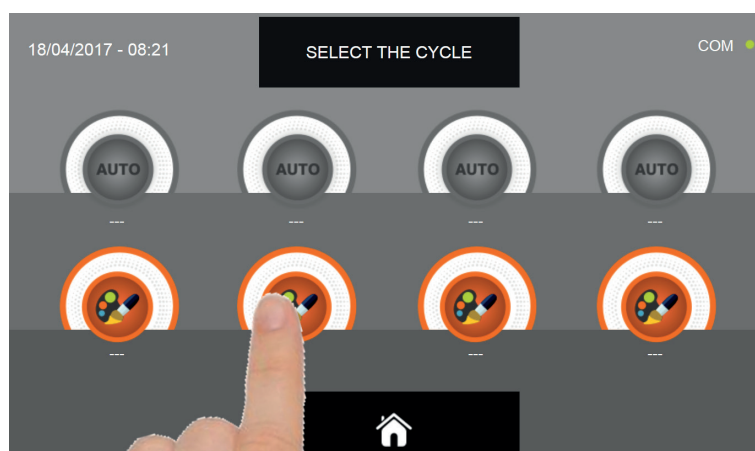 18/04/2017 - 08:21
SELECT THE CYCLE
COM
AUTO
AUTO
AUTO
AUTO
---
---
---
---
---
---
---